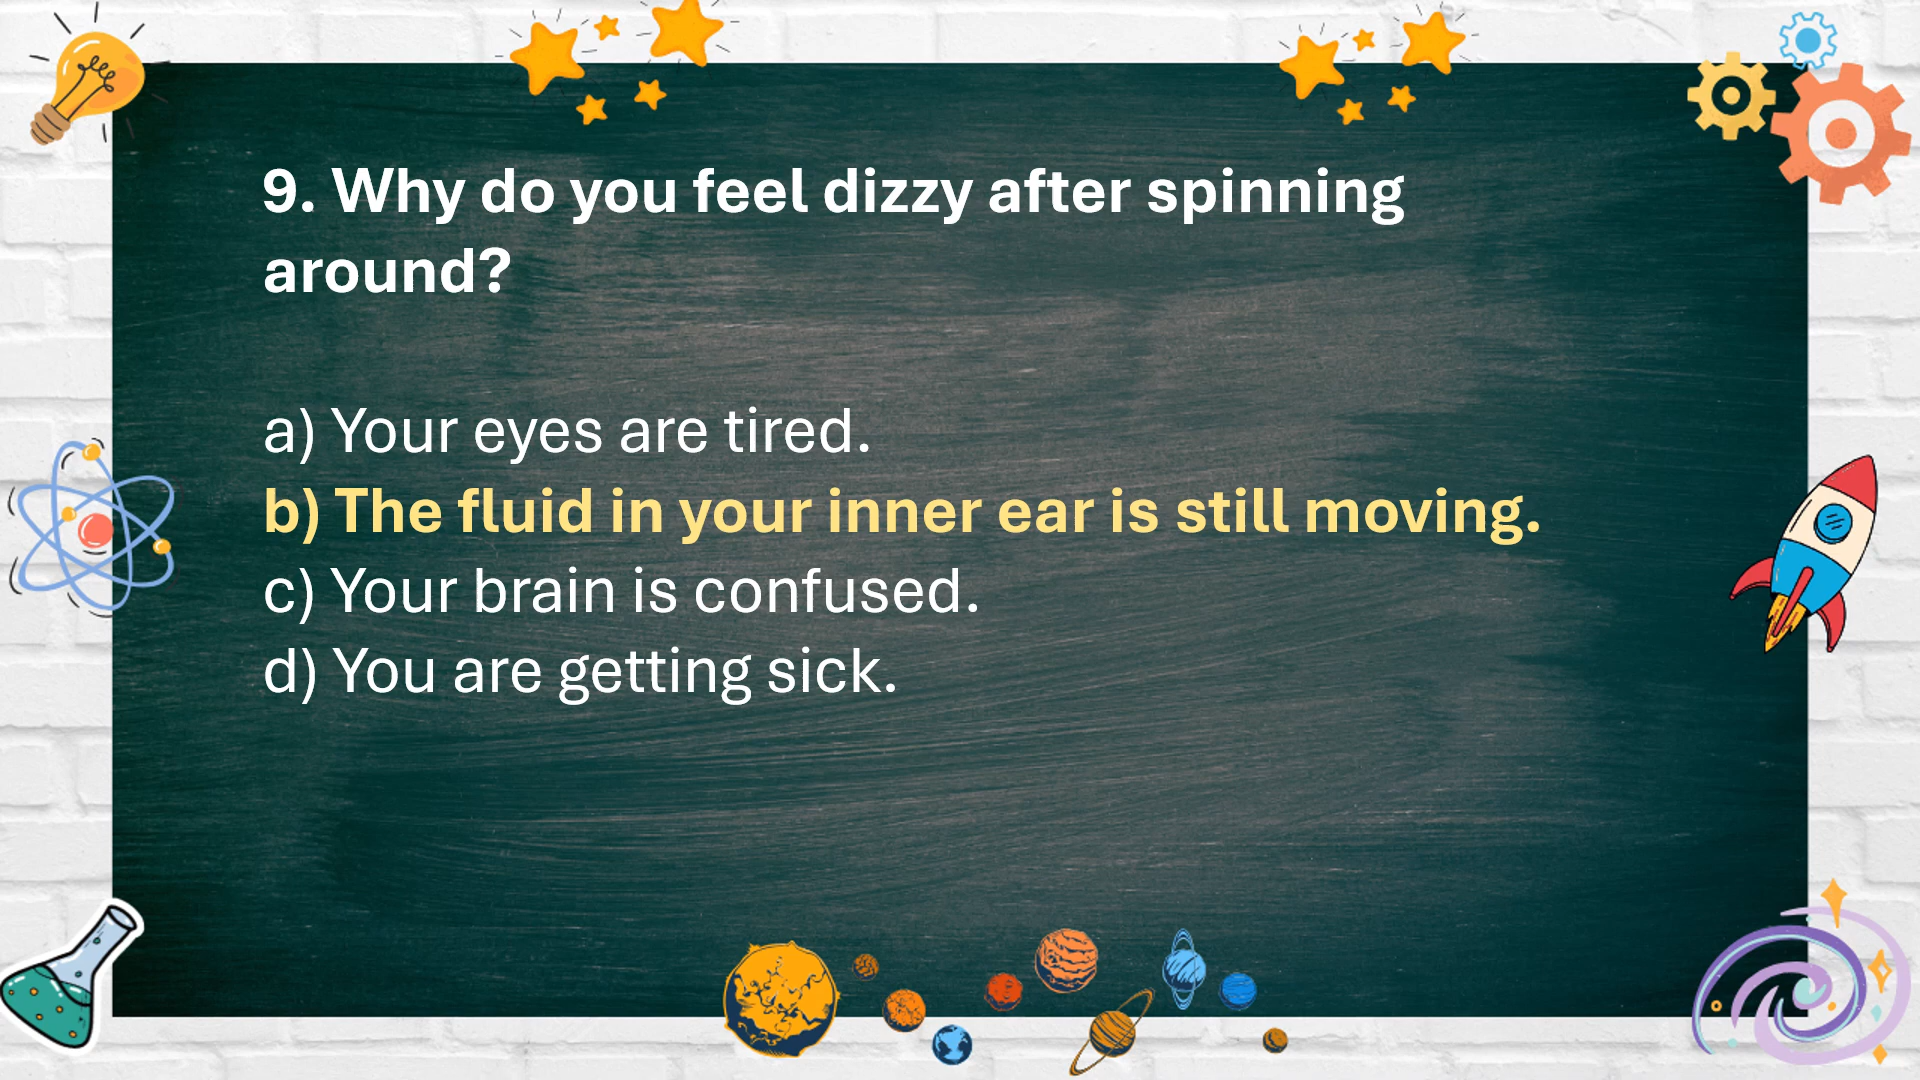 9. Why do you feel dizzy after spinning
around?
a) Your eyes are tired.
b) The fluid in your inner ear is still moving.
c) Your brain is confused.
d) You are getting sick.